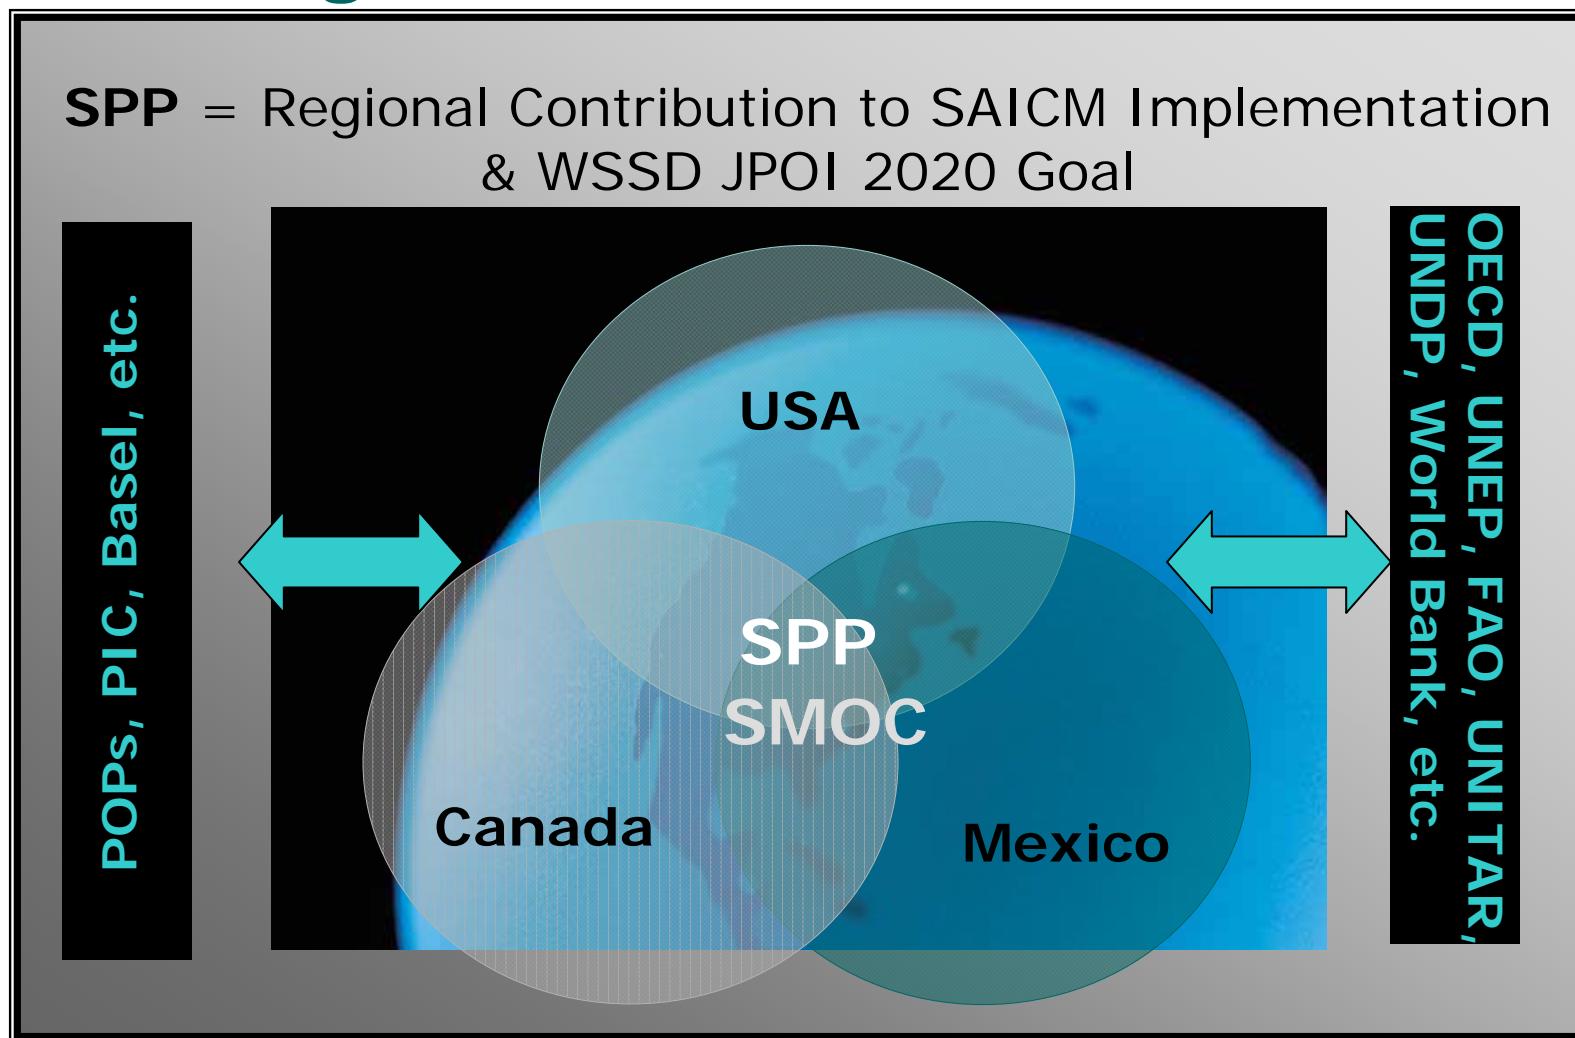 SPP = Regional Contribution to SAICM Implementation
& WSSD JPOI 2020 Goal
POPs, PIC, Basel, etc.
USA
SPP
SMOC
Canada
Mexico
OECD, UNEP, FAO, UNITAR,
UNDP, World Bank, etc.